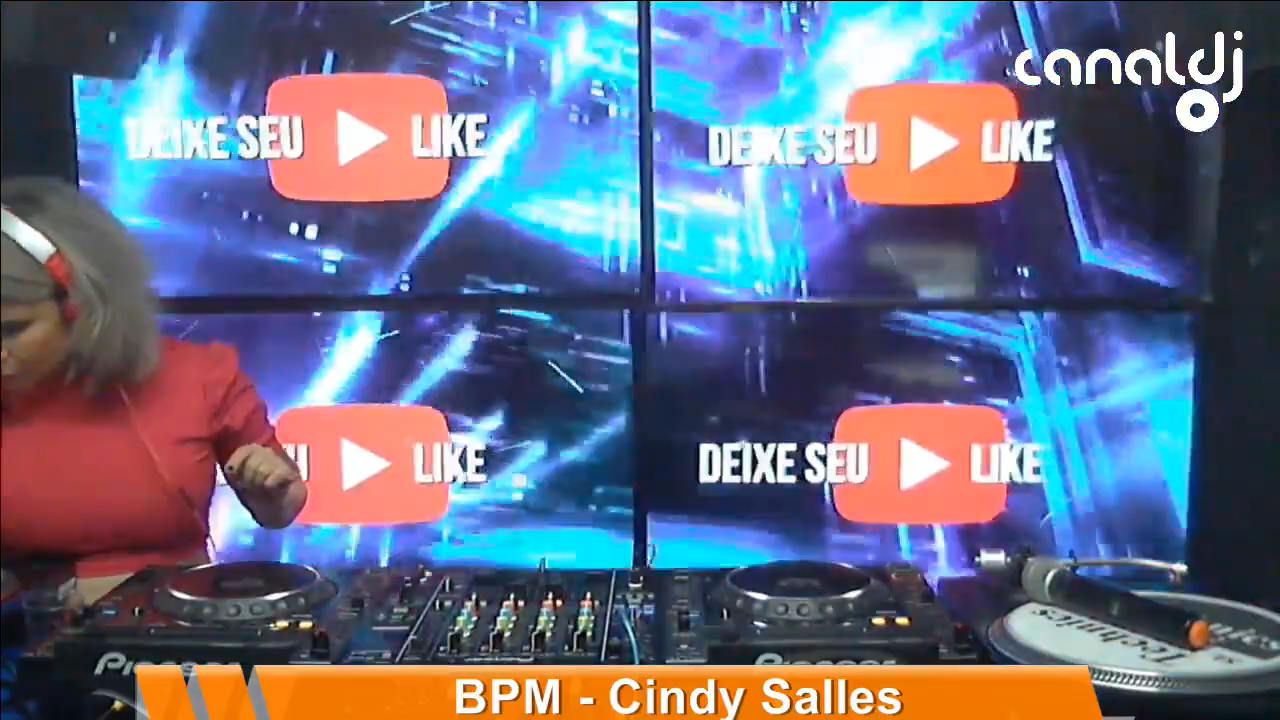 canaldj
DEIXE SEU LIKE
DEIXE SEU LIKE
LIKE
DEIXE SEU LIKE
Pioneer
Pioneer
Technics
BPM - Cindy Salles